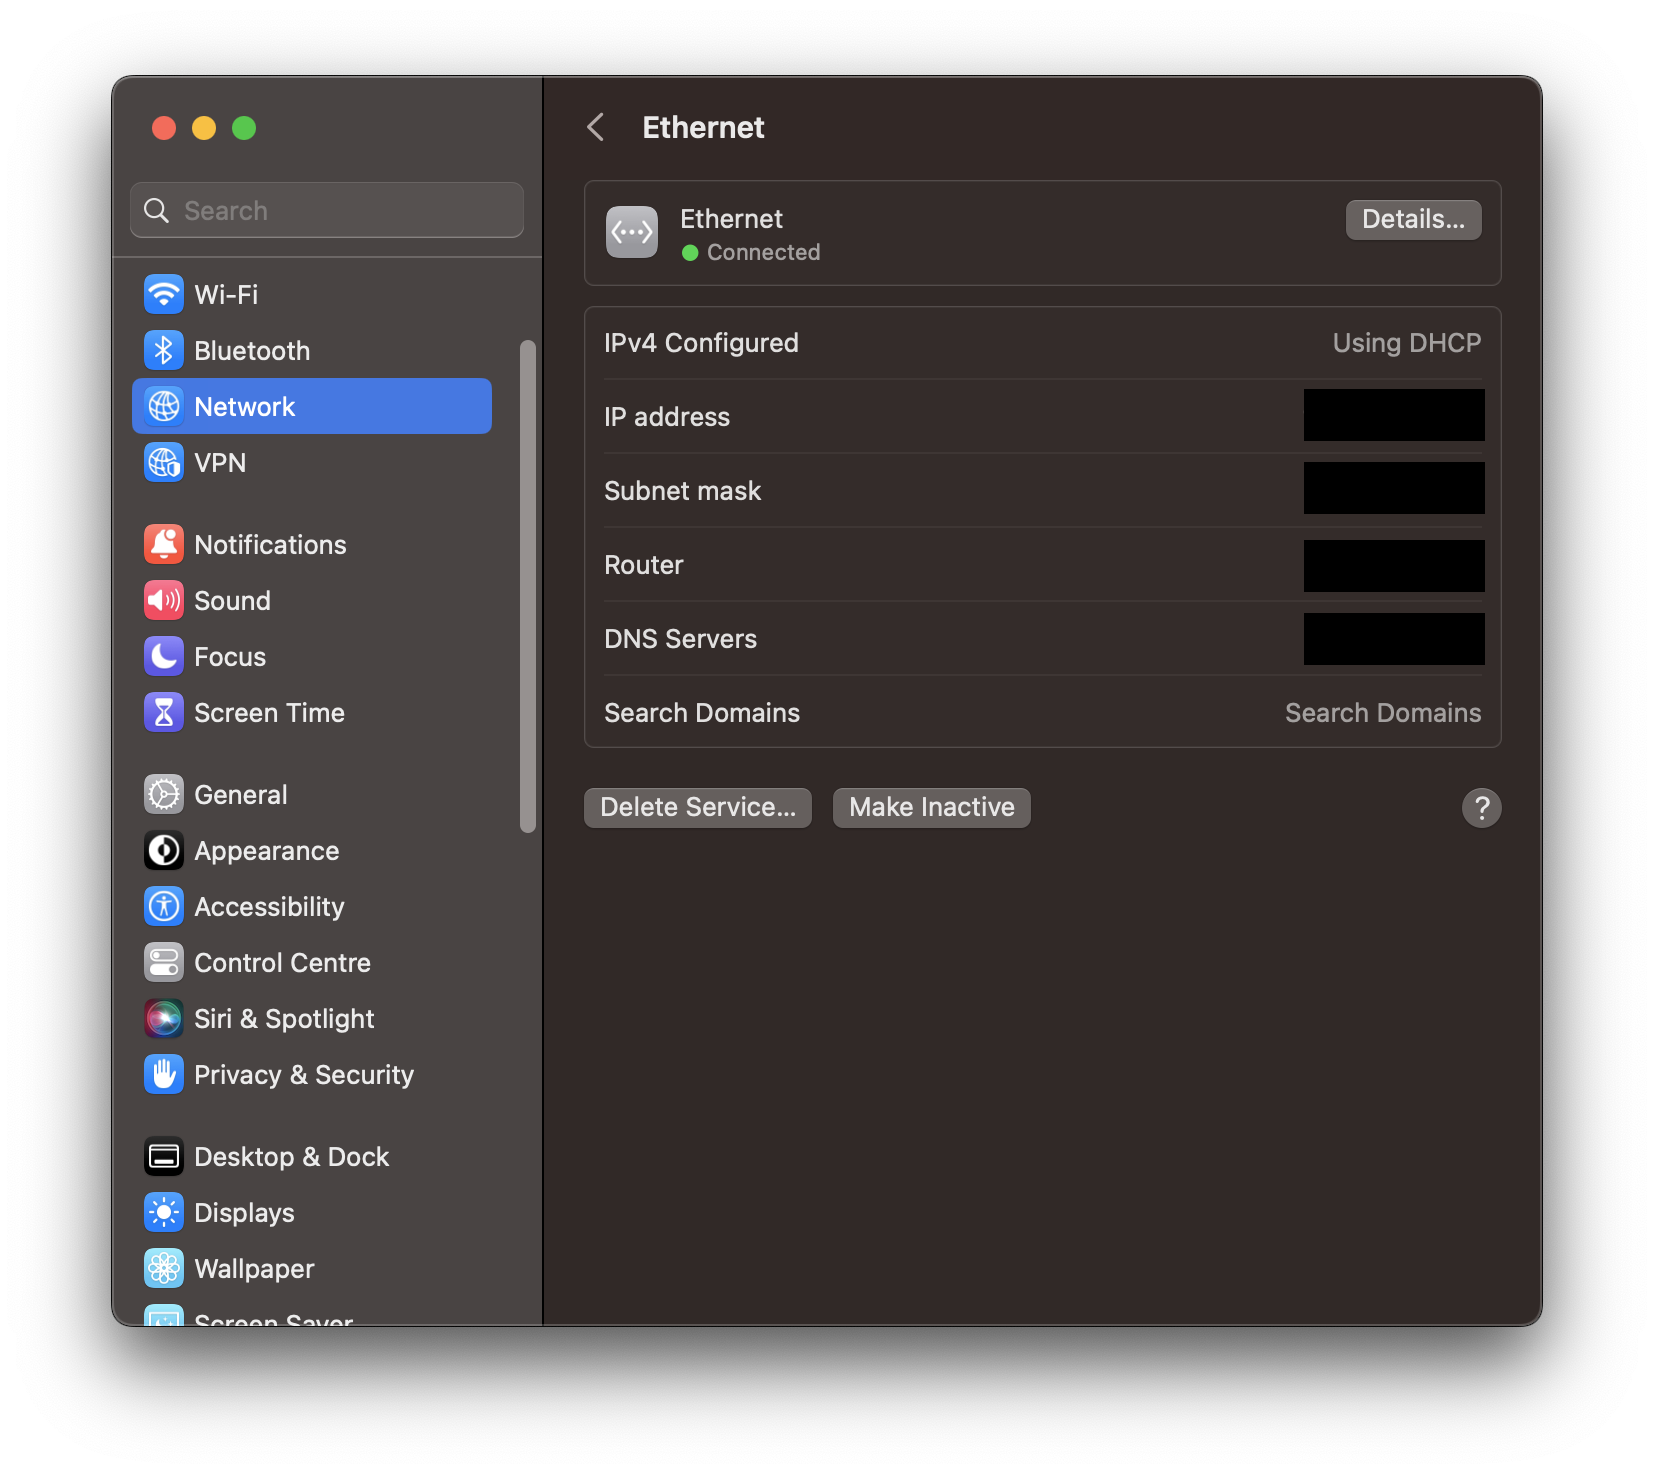 Search
Wi-Fi
Bluetooth
Network
VPN
Notifications
Sound
Focus
Screen Time
General
Appearance
Accessibility
Control Centre
Siri & Spotlight
Privacy & Security
Desktop & Dock
Displays
Wallpaper
Screen Saver
Ethernet
Ethernet
Details...
Connected
IPv4 Configured Using DHCP
IP address
Subnet mask
Router
DNS Servers
Search Domains Search Domains
Delete Service... Make Inactive ?